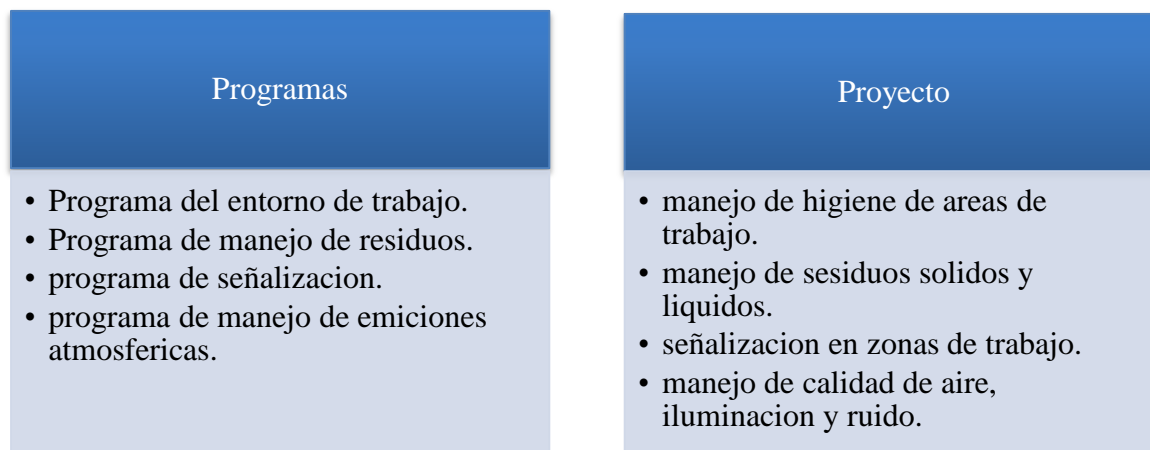 Programas
• Programa del entorno de trabajo.
• Programa de manejo de residuos.
• programa de señalizacion.
• programa de manejo de emiciones
atmosfericas.
Proyecto
• manejo de higiene de areas de
trabajo.
• manejo de sesiduos solidos y
liquidos.
• señalizacion en zonas de trabajo.
• manejo de calidad de aire,
iluminacion y ruido.